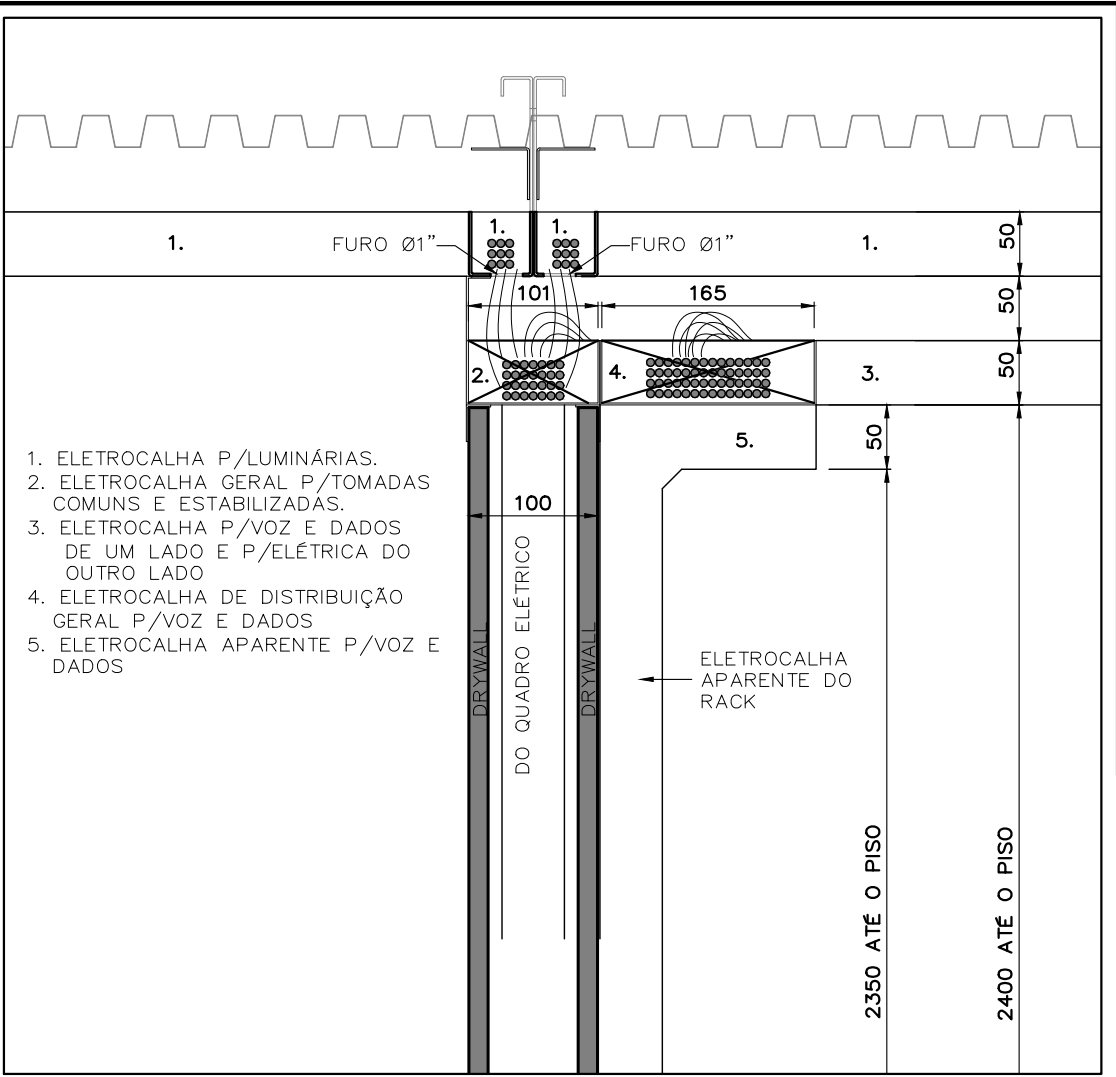 1.
FURO Ø1"
1.
1.
FURO Ø1"
1.
50
101
165
2.
4.
3.
50
5.
50
1. ELETROCALHA P/LUMINÁRIAS.
2. ELETROCALHA GERAL P/TOMADAS
COMUNS E ESTABILIZADAS.
3. ELETROCALHA P/VOZ E DADOS
DE UM LADO E P/ELÉTRICA DO
OUTRO LADO
4. ELETROCALHA DE DISTRIBUIÇÃO
GERAL P/VOZ E DADOS
5. ELETROCALHA APARENTE P/VOZ E
DADOS
100
DRYWALL
DO QUADRO ELÉTRICO
DRYWALL
ELETROCALHA
APARENTE DO
RACK
2350 ATÉ O PISO
2400 ATÉ O PISO